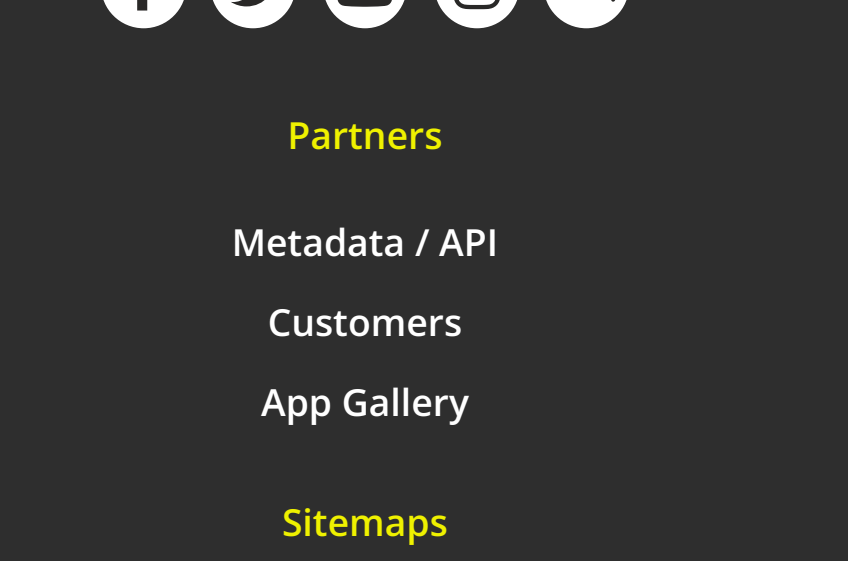 Partners
Metadata / API
Customers
App Gallery
Sitemaps